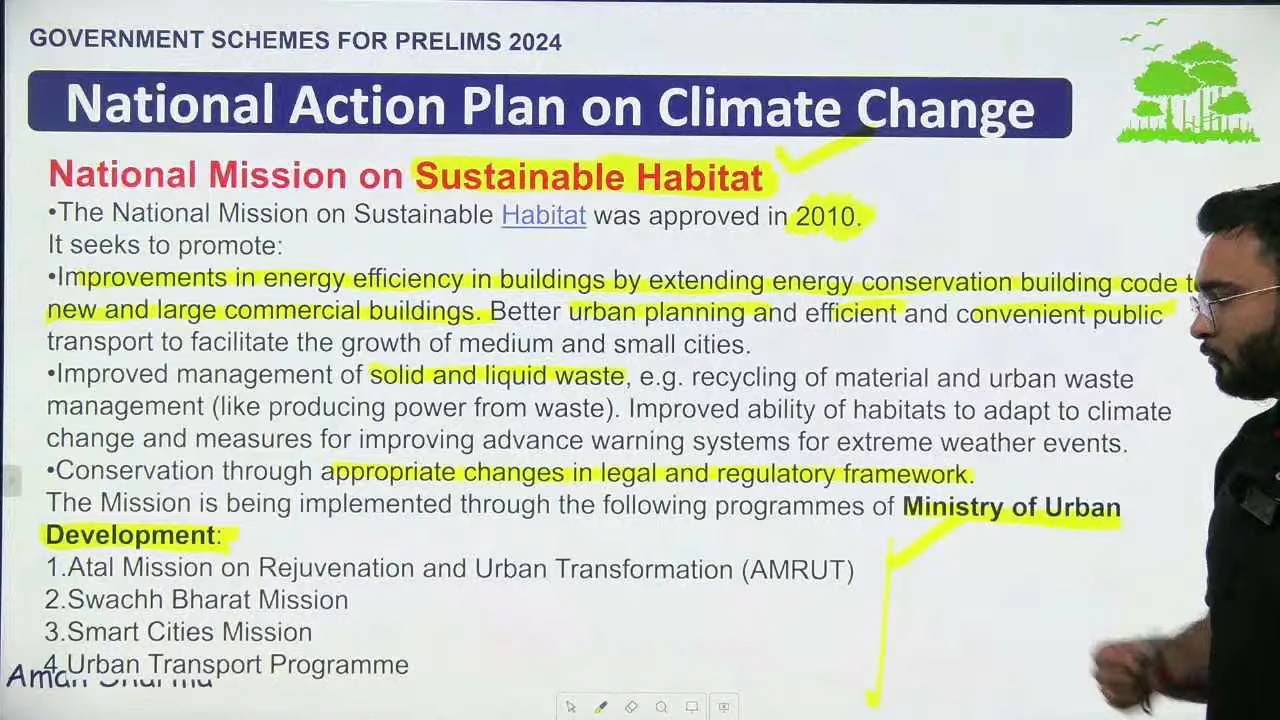 GOVERNMENT SCHEMES FOR PRELIMS 2024
National Action Plan on Climate Change
National Mission on Sustainable Habitat
•The National Mission on Sustainable Habitat was approved in 2010.
It seeks to promote:
•Improvements in energy efficiency in buildings by extending energy conservation building code to
new and large commercial buildings. Better urban planning and efficient and convenient public
transport to facilitate the growth of medium and small cities.
•Improved management of solid and liquid waste, e.g. recycling of material and urban waste
management (like producing power from waste). Improved ability of habitats to adapt to climate
change and measures for improving advance warning systems for extreme weather events.
•Conservation through appropriate changes in legal and regulatory framework.
The Mission is being implemented through the following programmes of Ministry of Urban
Development:
1.Atal Mission on Rejuvenation and Urban Transformation (AMRUT)
2.Swachh Bharat Mission
3.Smart Cities Mission
4.Urban Transport Programme
Aman Sharma